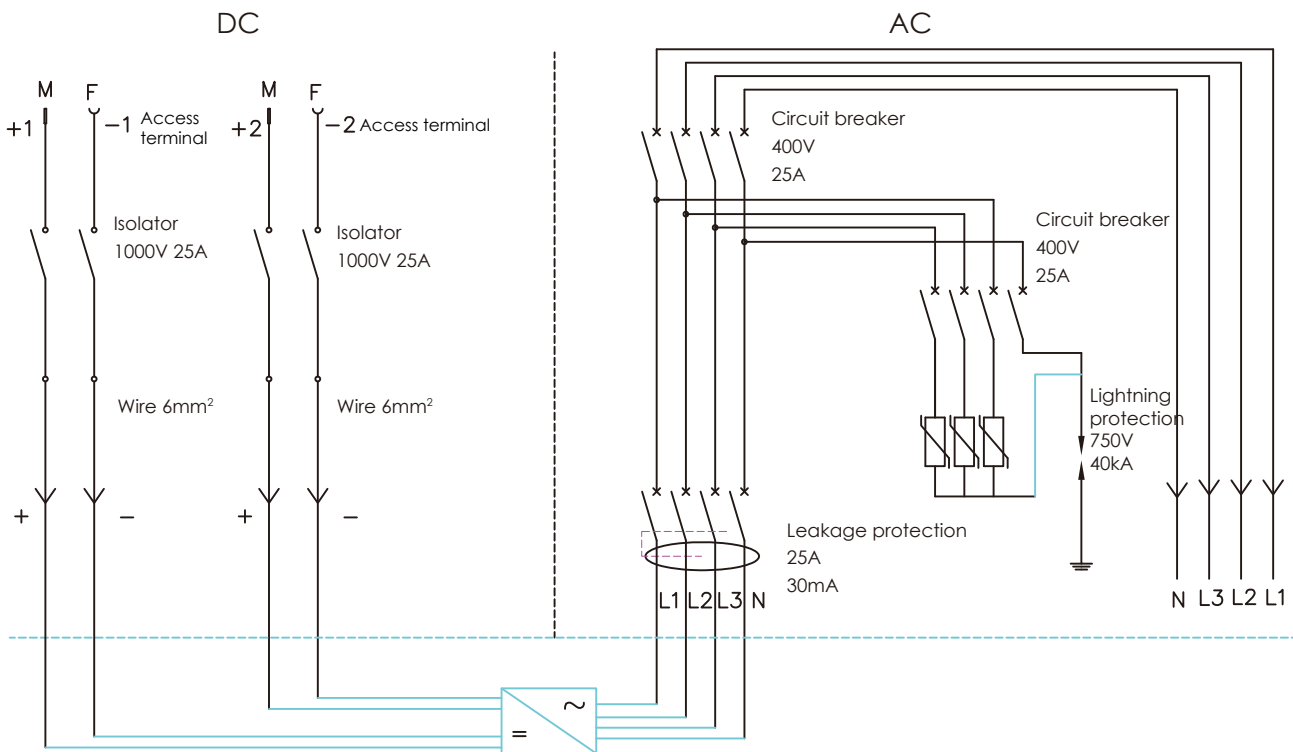 DC
AC
M
F
M
F
+1
−1 Access
terminal
+2
−2 Access terminal
Isolator
1000V 25A
Isolator
1000V 25A
Wire 6mm²
Wire 6mm²
+
−
+
−
Circuit breaker
400V
25A
Circuit breaker
400V
25A
Lightning
protection
750V
40kA
Leakage protection
25A
30mA
L1 L2 L3 N
N L3 L2 L1
=
~